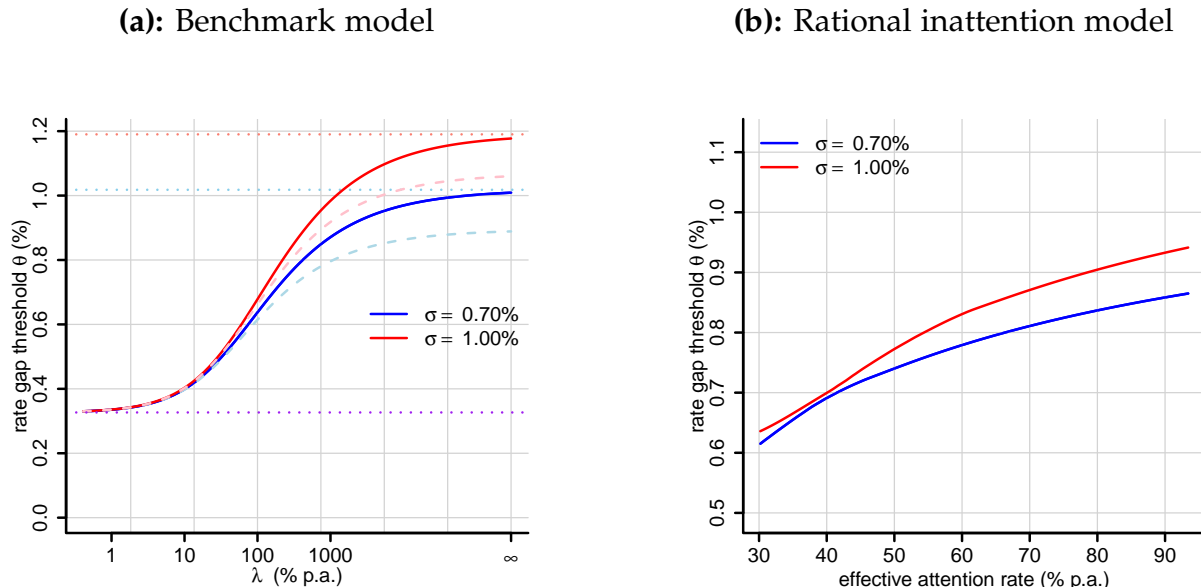 (a): Benchmark model
rate gap threshold θ (%)
1.2
1.0
0.8
0.6
0.4
0.2
0.0
σ = 0.70%
σ = 1.00%
1 10 100 1000 ∞
λ (% p.a.)
(b): Rational inattention model
rate gap threshold θ (%)
1.1
1.0
0.9
0.8
0.7
0.6
0.5
σ = 0.70%
σ = 1.00%
30 40 50 60 70 80 90
effective attention rate (% p.a.)